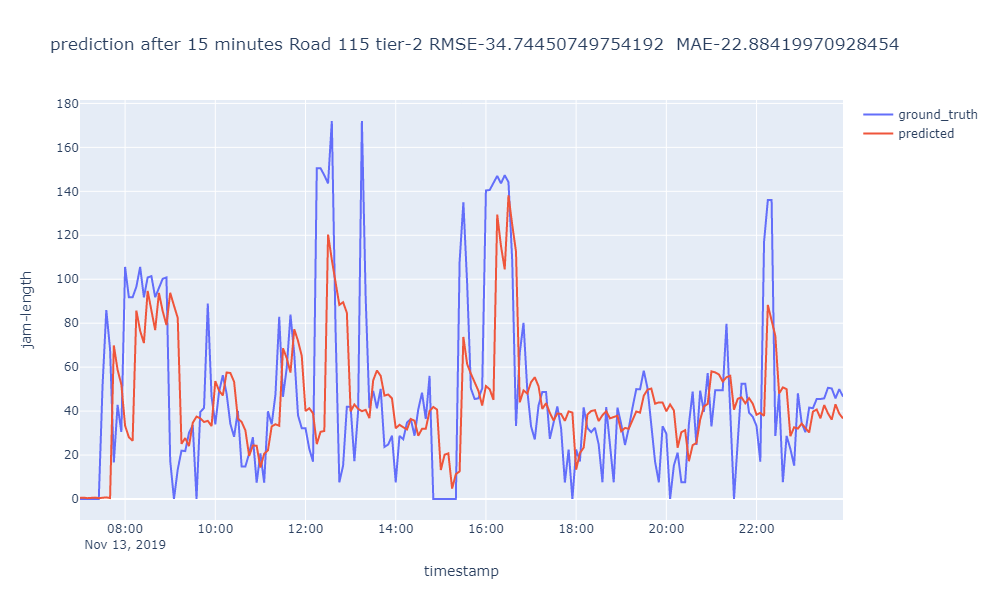 prediction after 15 minutes Road 115 tier-2 RMSE-34.74450749754192  MAE-22.88419970928454
ground_truth
predicted
180
160
140
120
100
80
60
40
20
0
jam-length
08:00 10:00 12:00 14:00 16:00 18:00 20:00 22:00
Nov 13, 2019
timestamp